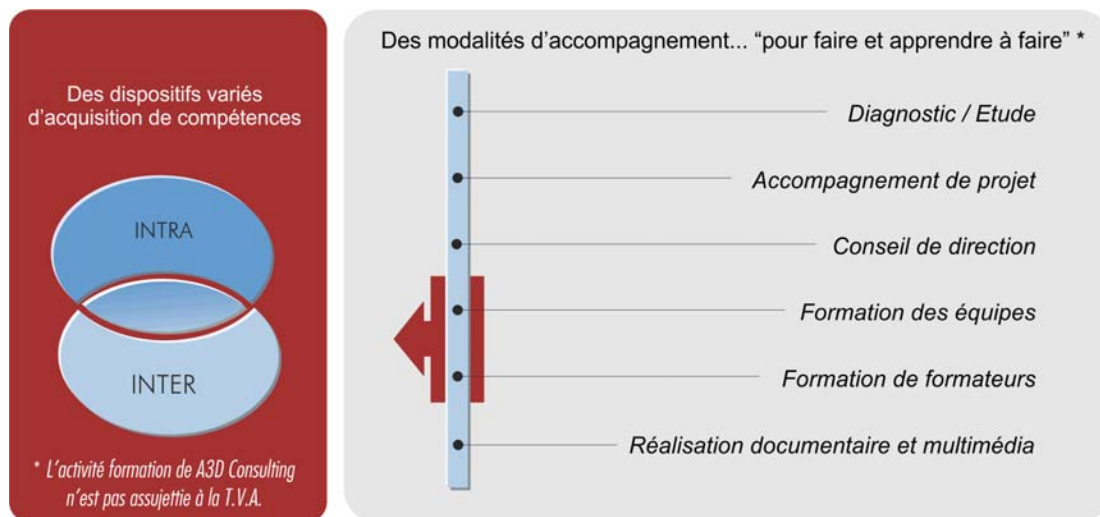 Des dispositifs variés
d'acquisition de compétences
INTRA
INTER
* L'activité formation de A3D Consulting
n'est pas assujettie à la T.V.A.
Des modalités d'accompagnement... “pour faire et apprendre à faire” *
Diagnostic / Etude
Accompagnement de projet
Conseil de direction
Formation des équipes
Formation de formateurs
Réalisation documentaire et multimédia